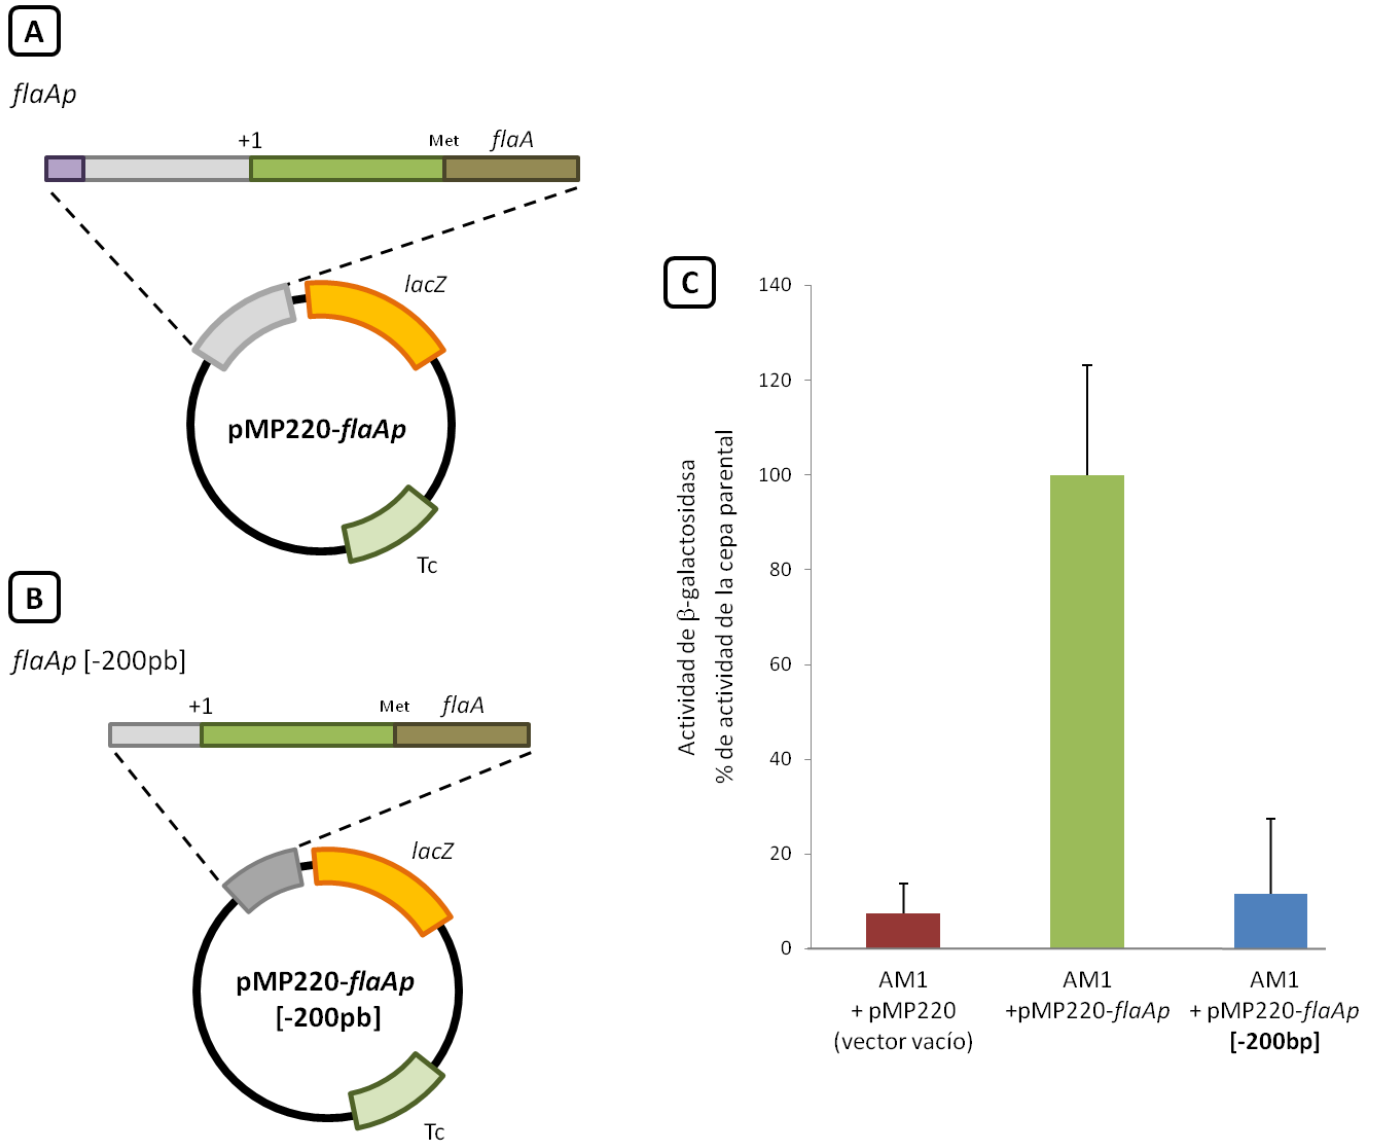 A
flaAp
+1 Met flaA
lacZ
pMP220-flaAp
Tc
B
flaAp [-200pb]
+1 Met flaA
lacZ
pMP220-flaAp
[-200pb]
Tc
C
Actividad de β-galactosidasa
% de actividad de la cepa parental
140
120
100
80
60
40
20
0
AM1
+ pMP220
(vector vacío)
AM1
+pMP220-flaAp
AM1
+ pMP220-flaAp
[-200bp]